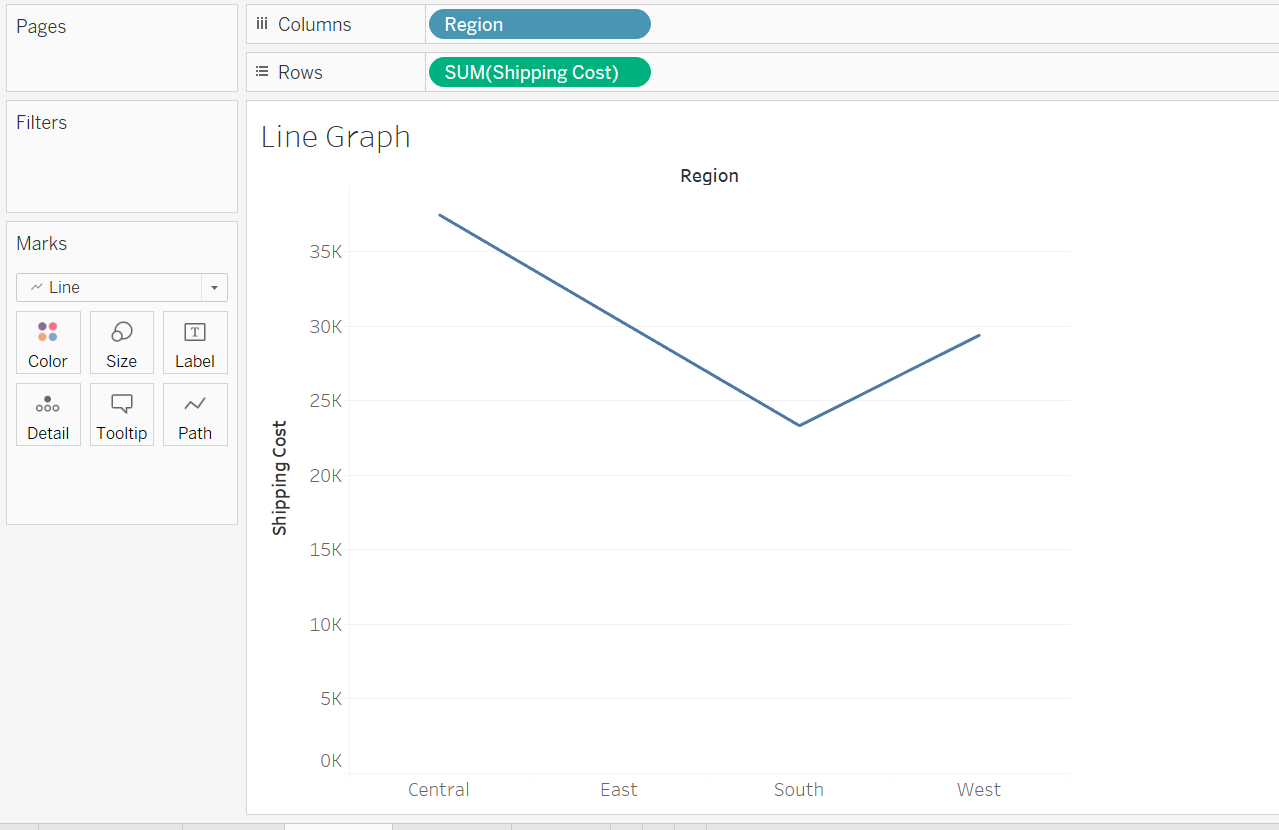 Pages
Columns
Region
Rows
SUM(Shipping Cost)
Filters
Marks
Line
Color
Size
T
Label
Detail
Tooltip
Path
Line Graph
Region
Shipping Cost
35K
30K
25K
20K
15K
10K
5K
0K
Central East South West